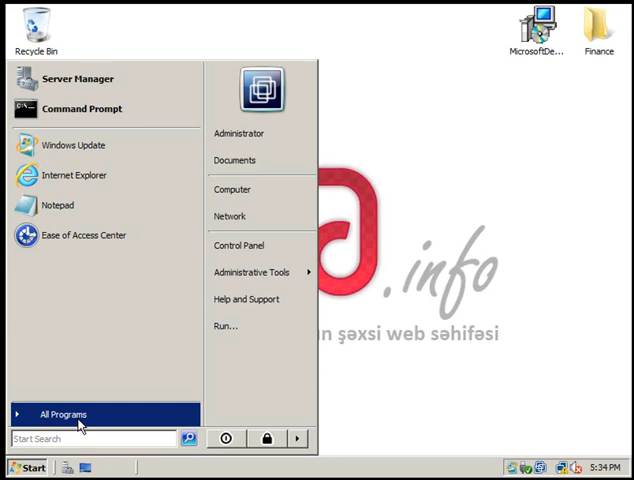 Recycle Bin
MicrosoftDe...
Finance
Server Manager
Command Prompt
Windows Update
Internet Explorer
Notepad
Ease of Access Center
All Programs
Start Search
Administrator
Documents
Computer
Network
Control Panel
Administrative Tools
Help and Support
Run...
.info
n şəxsi web səhifəsi
Start
5:34 PM